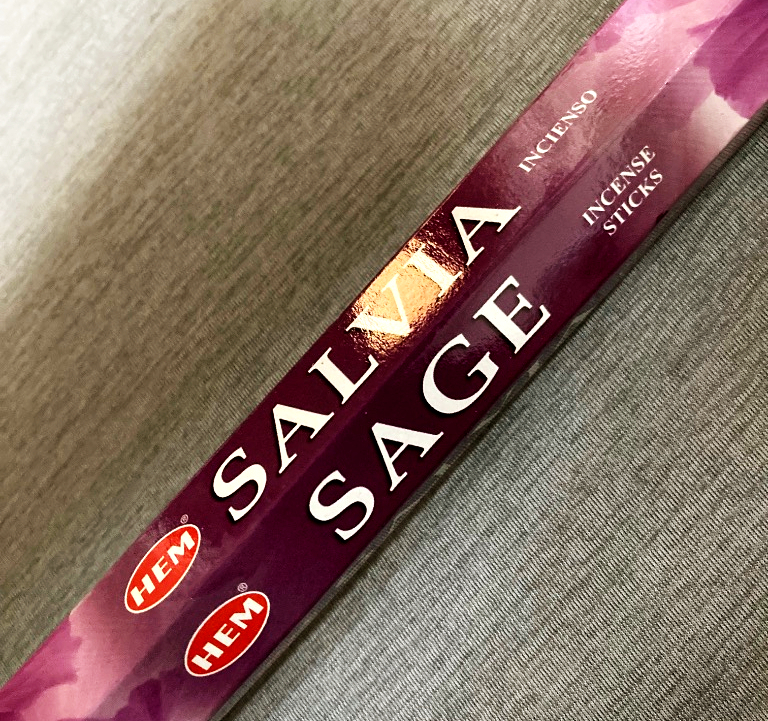 HEM® SALVIA INCIENSO
HEM® SAGE INCENSE
STICKS